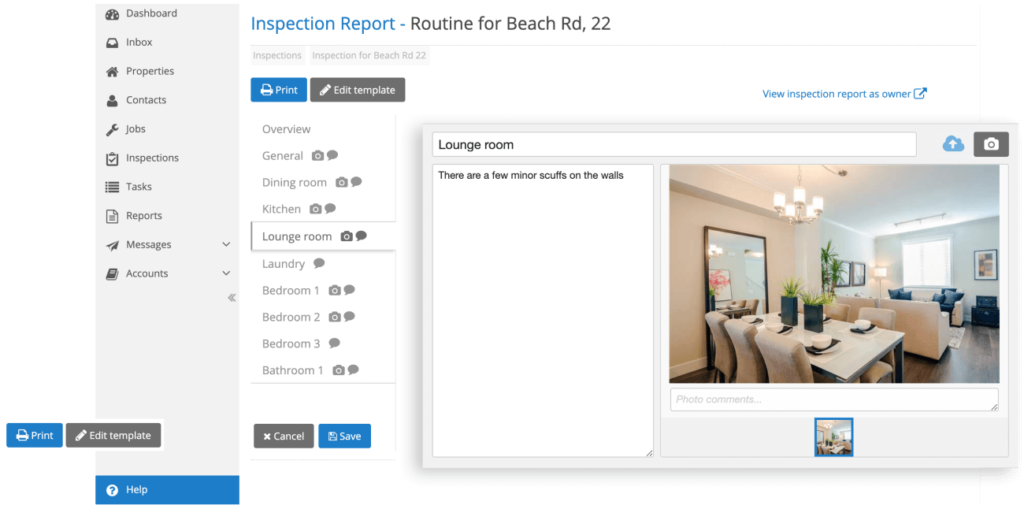 Dashboard
Inbox
Properties
Contacts
Jobs
Inspections
Tasks
Reports
Messages
Accounts
Print Edit template
Help
Inspection Report - Routine for Beach Rd, 22
Inspections Inspection for Beach Rd 22
Print Edit template
View inspection report as owner
Overview
General
Dining room
Kitchen
Lounge room
Laundry
Bedroom 1
Bedroom 2
Bedroom 3
Bathroom 1
Cancel Save
Lounge room
There are a few minor scuffs on the walls
Photo comments...